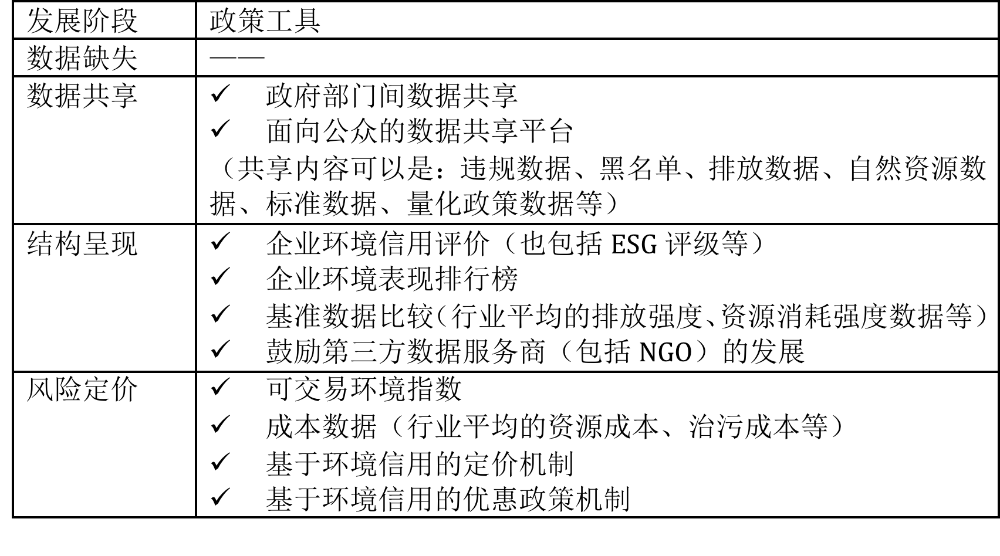 发展阶段 政策工具
数据缺失 ——
数据共享 ✓ 政府部门间数据共享
✓ 面向公众的数据共享平台
（共享内容可以是：违规数据、黑名单、排放数据、自然资源数
据、标准数据、量化政策数据等）
结构呈现 ✓ 企业环境信用评价（也包括 ESG 评级等）
✓ 企业环境表现排行榜
✓ 基准数据比较（行业平均的排放强度、资源消耗强度数据等）
✓ 鼓励第三方数据服务商（包括 NGO）的发展
风险定价 ✓ 可交易环境指数
✓ 成本数据（行业平均的资源成本、治污成本等）
✓ 基于环境信用的定价机制
✓ 基于环境信用的优惠政策机制